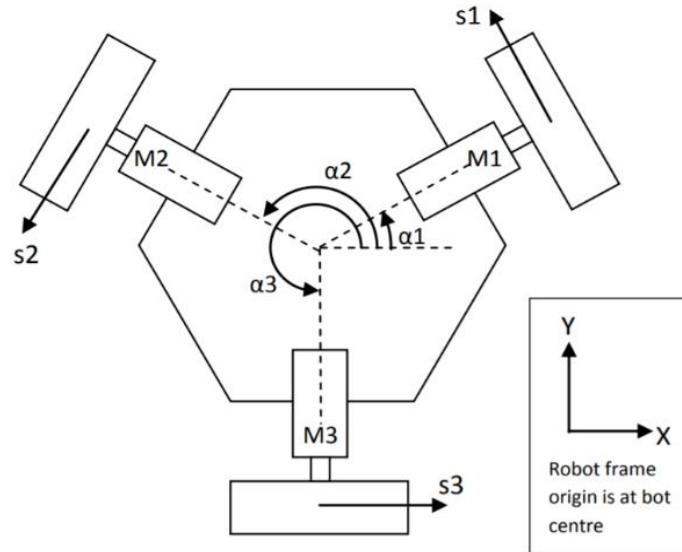 s1
M2
M1
α2
α1
s2
α3
Y
X
M3
s3
Robot frame
origin is at bot
centre